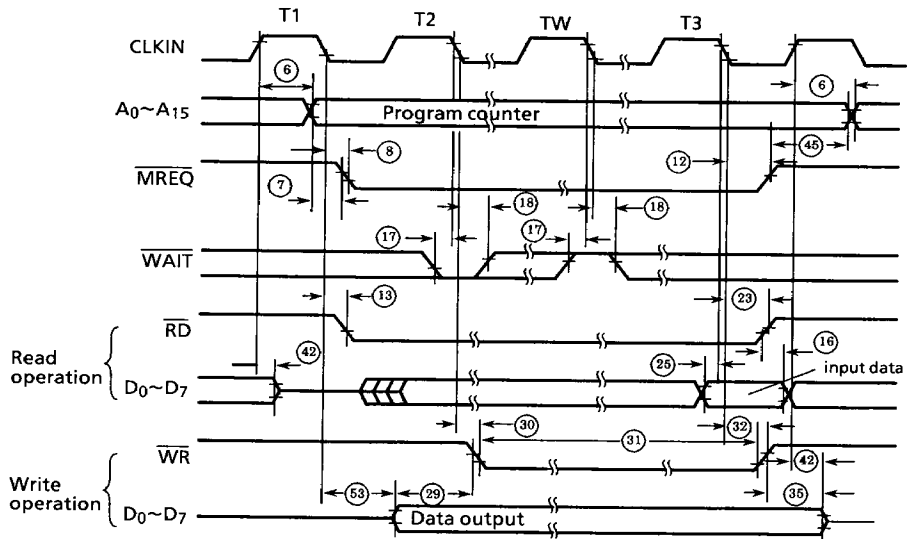 T1 T2 TW T3
CLKIN
6 6
A0~A15 Program counter
8 12 45
MREQ
7
18 18
17 17
WAIT
13 23
RD
Read operation
42 25 16
input data
D0~D7
30 31 32
WR
42
Write operation
53 29 35
D0~D7 Data output